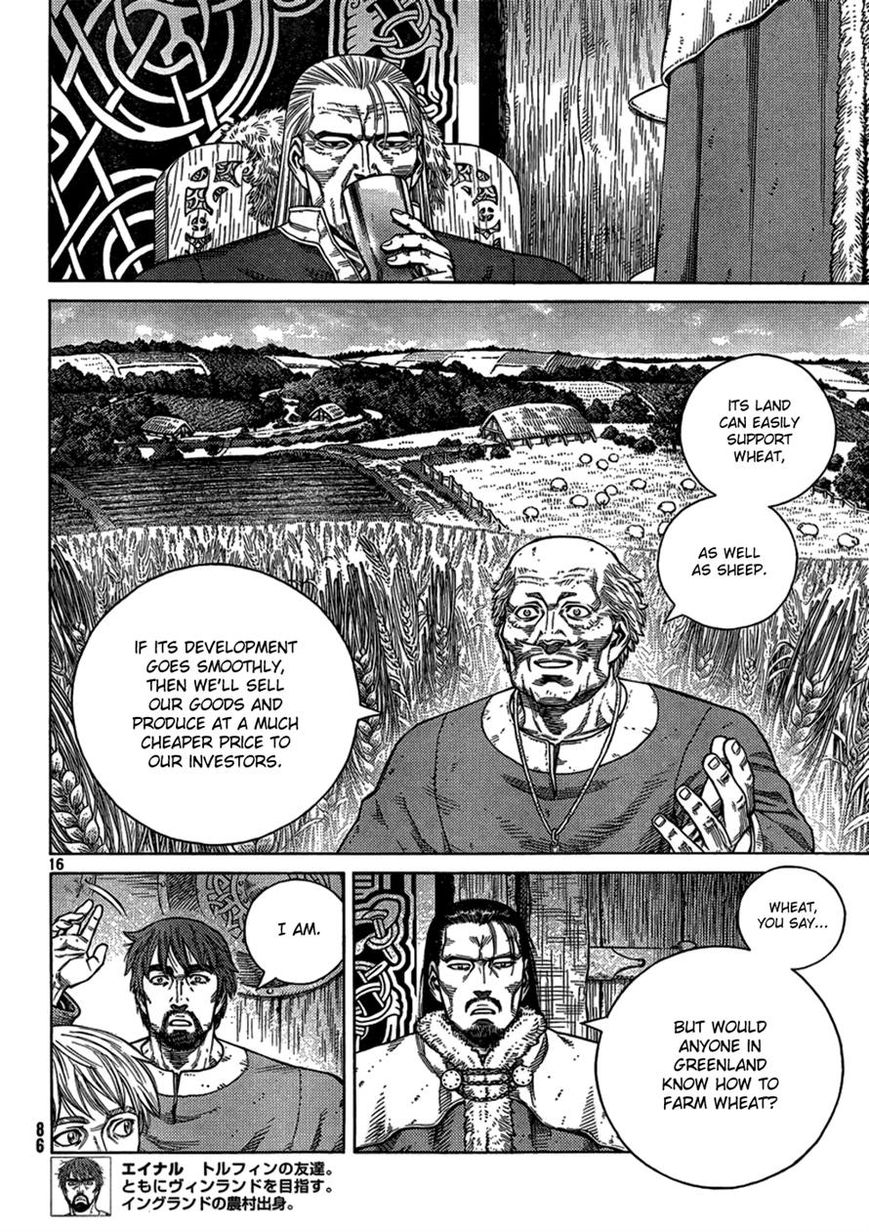 ITS LAND
CAN EASILY
SUPPORT
WHEAT,
AS WELL
AS SHEEP.
IF ITS DEVELOPMENT
GOES SMOOTHLY,
THEN WE'LL SELL
OUR GOODS AND
PRODUCE AT A MUCH
CHEAPER PRICE TO
OUR INVESTORS.
16
WHEAT,
YOU SAY...
BUT WOULD
ANYONE IN
GREENLAND
KNOW HOW TO
FARM WHEAT?
I AM.
86
エイナル トルフィンの友達。
ともにヴィンランドを目指す。
イングランドの農村出身。